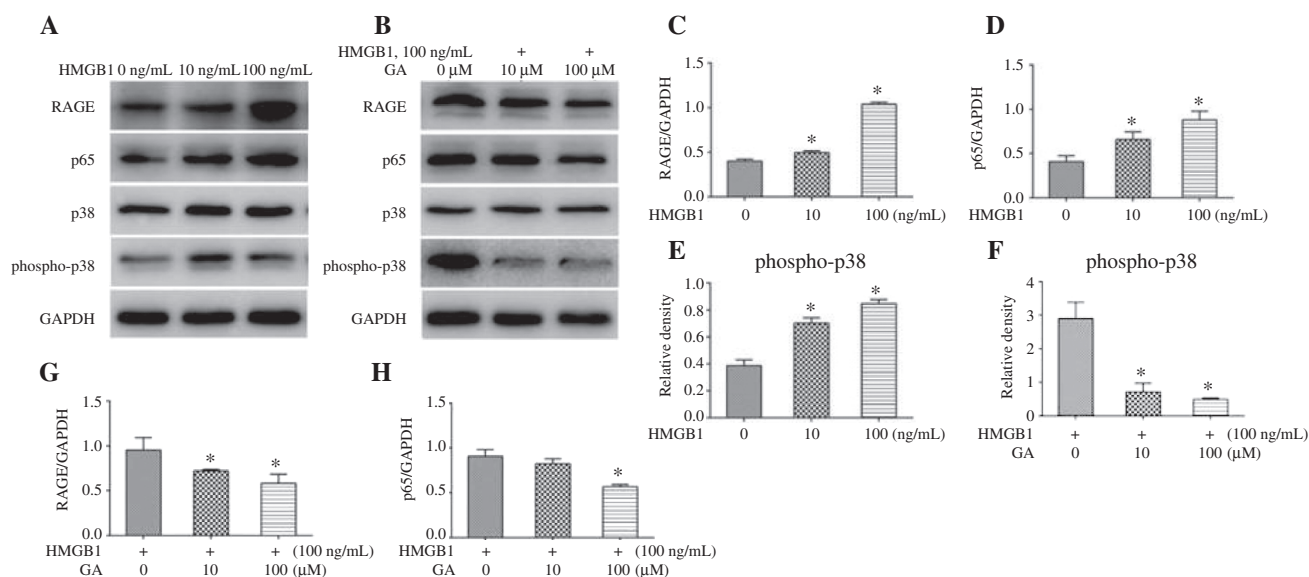 A
HMGB1 0 ng/mL 10 ng/mL 100 ng/mL
RAGE
p65
p38
phospho-p38
GAPDH
B
HMGB1, 100 ng/mL + +
GA 0 μM 10 μM 100 μM
RAGE
p65
p38
phospho-p38
GAPDH
C
RAGE/GAPDH
1.5
1.0
0.5
0.0
* *
HMGB1 0 10 100 (ng/mL)
D
p65/GAPDH
1.5
1.0
0.5
0.0
* *
HMGB1 0 10 100 (ng/mL)
E
phospho-p38
Relative density
1.0
0.8
0.6
0.4
0.2
0.0
* *
HMGB1 0 10 100 (ng/mL)
F
phospho-p38
Relative density
4
3
2
1
0
* *
HMGB1 + + + (100 ng/mL)
GA 0 10 100 (μM)
G
RAGE/GAPDH
1.5
1.0
0.5
0.0
* *
HMGB1 + + + (100 ng/mL)
GA 0 10 100 (μM)
H
p65/GAPDH
1.5
1.0
0.5
0.0
*
HMGB1 + + + (100 ng/mL)
GA 0 10 100 (μM)